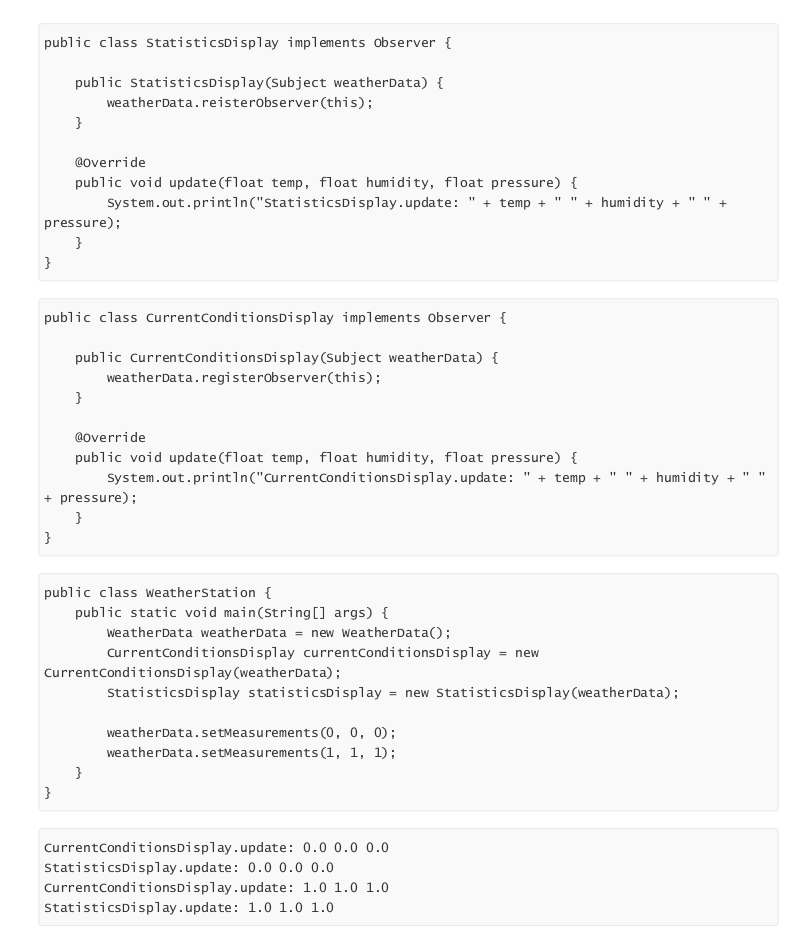 public class StatisticsDisplay implements Observer {
    public StatisticsDisplay(Subject weatherData) {
        weatherData.reisterObserver(this);
    }
    @Override
    public void update(float temp, float humidity, float pressure) {
        System.out.println("StatisticsDisplay.update: " + temp + " " + humidity + " " +
pressure);
    }
}
public class CurrentConditionsDisplay implements Observer {
    public CurrentConditionsDisplay(Subject weatherData) {
        weatherData.registerObserver(this);
    }
    @Override
    public void update(float temp, float humidity, float pressure) {
        System.out.println("CurrentConditionsDisplay.update: " + temp + " " + humidity + " "
+ pressure);
    }
}
public class WeatherStation {
    public static void main(String[] args) {
        WeatherData weatherData = new WeatherData();
        CurrentConditionsDisplay currentConditionsDisplay = new
CurrentConditionsDisplay(weatherData);
        StatisticsDisplay statisticsDisplay = new StatisticsDisplay(weatherData);
        weatherData.setMeasurements(0, 0, 0);
        weatherData.setMeasurements(1, 1, 1);
    }
}
CurrentConditionsDisplay.update: 0.0 0.0 0.0
StatisticsDisplay.update: 0.0 0.0 0.0
CurrentConditionsDisplay.update: 1.0 1.0 1.0
StatisticsDisplay.update: 1.0 1.0 1.0